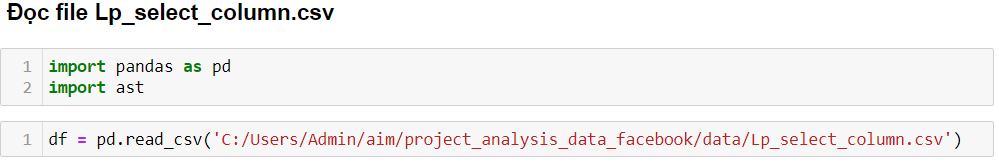 Đọc file Lp_select_column.csv
1 import pandas as pd
2 import ast
1 df = pd.read_csv('C:/Users/Admin/aim/project_analysis_data_facebook/data/Lp_select_column.csv')